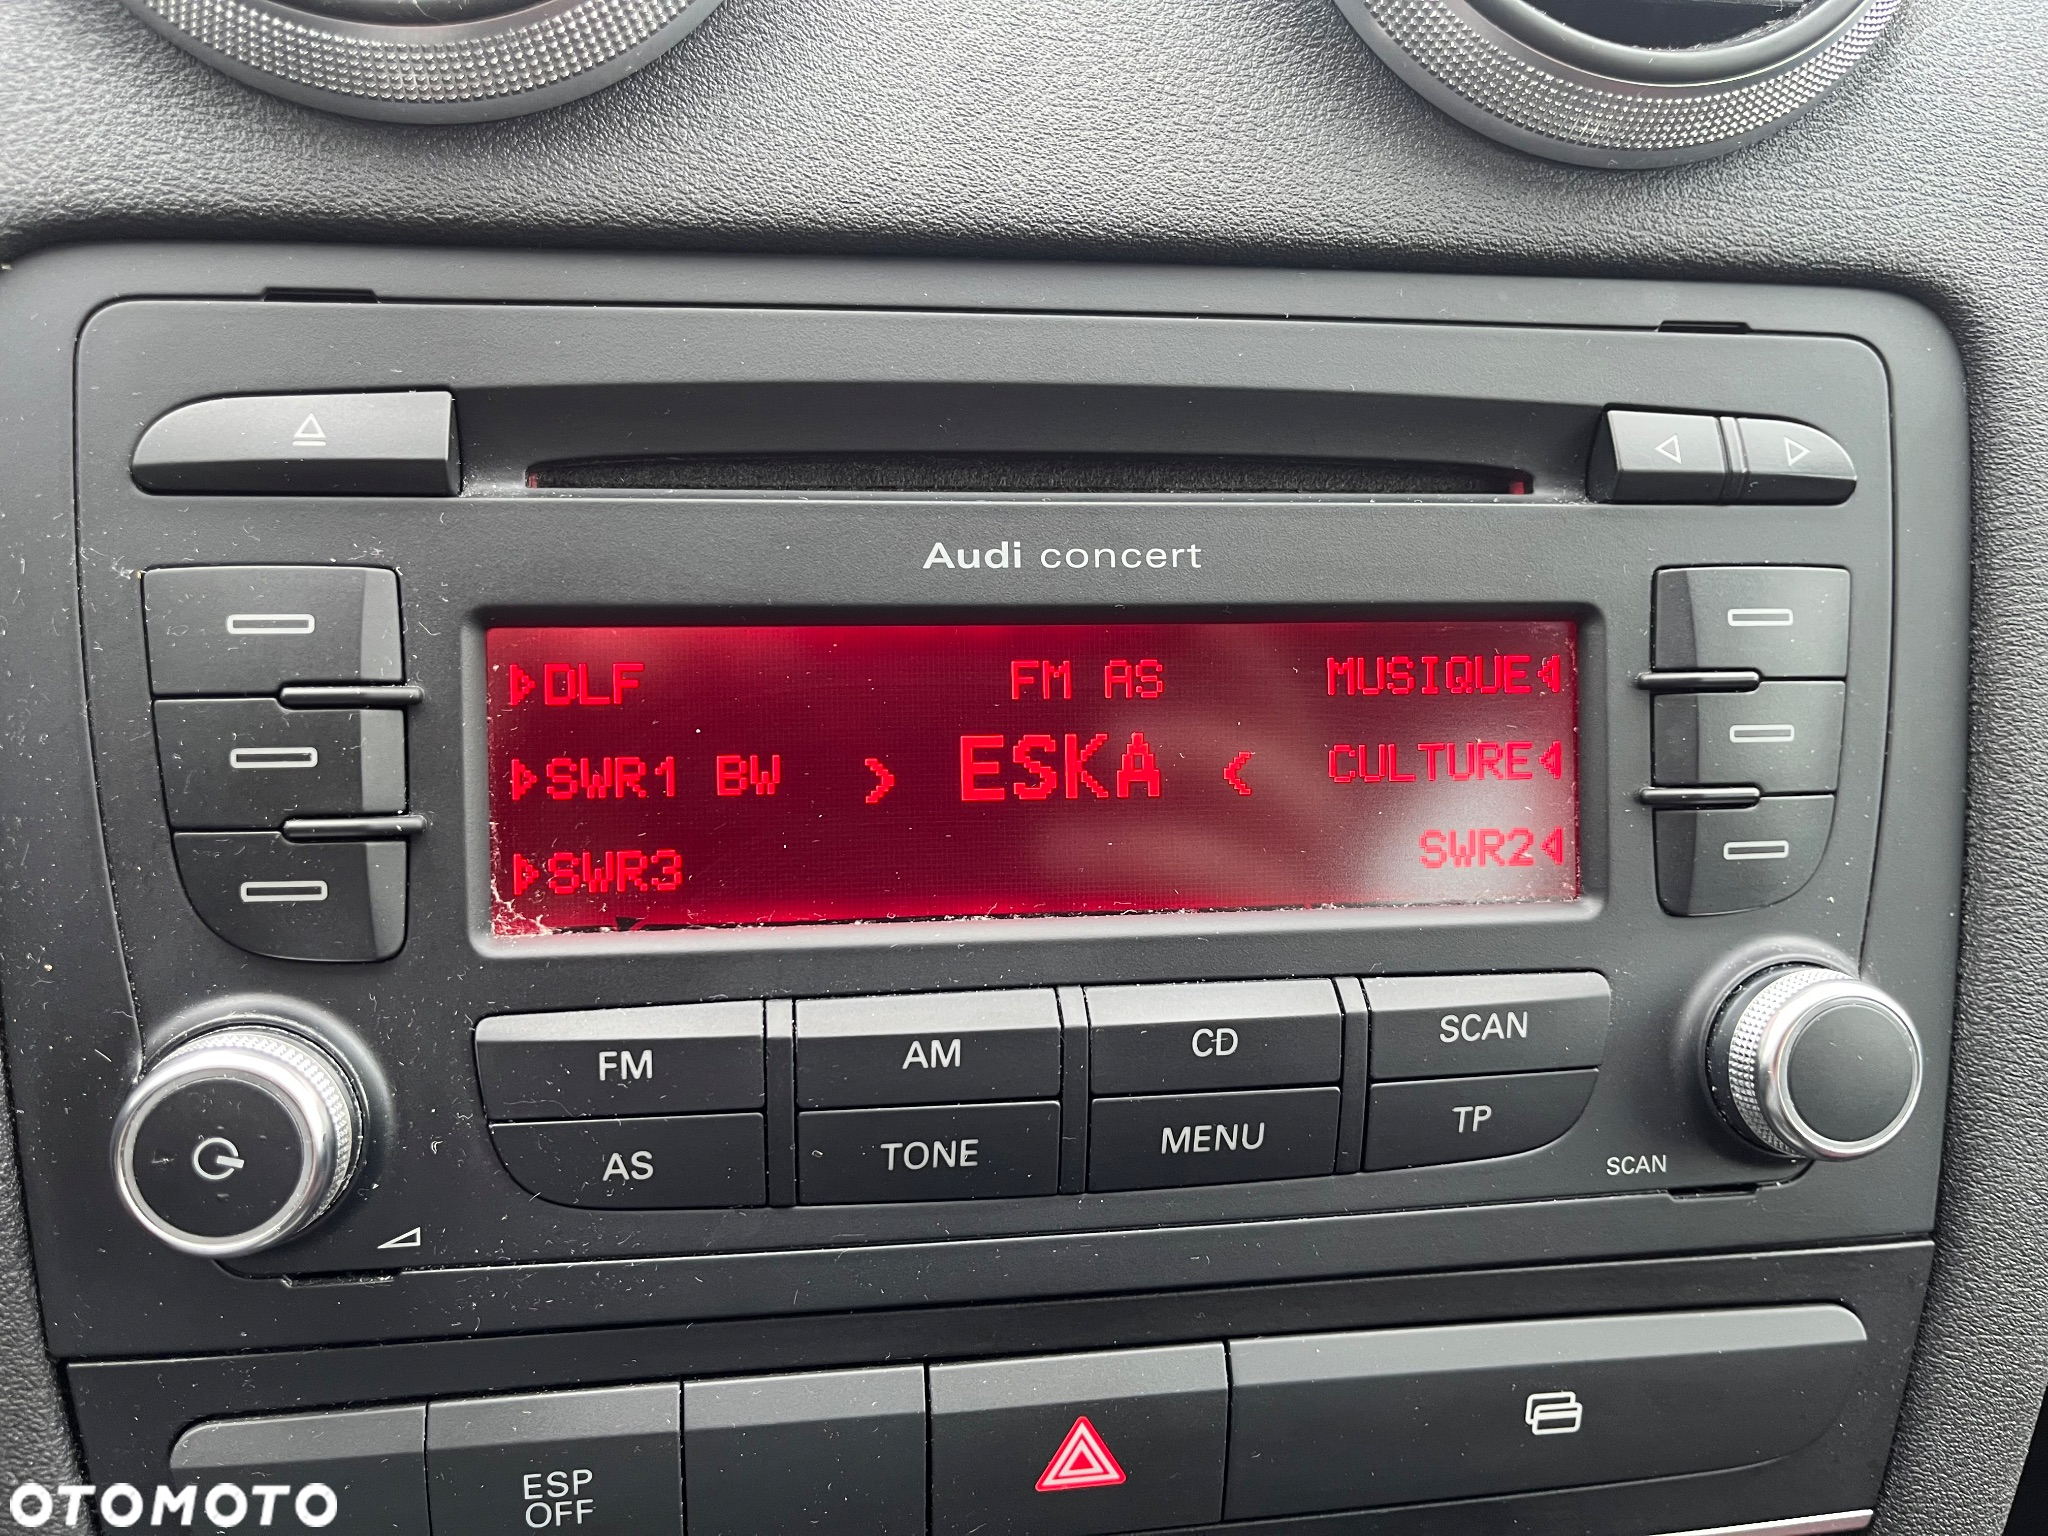 Audi concert
DLF FM AS MUSIQUE
SWR1 BW > ESKA < CULTURE
SWR3 SWR2
FM AM CD SCAN
AS TONE MENU TP
SCAN
ESP
OFF
OTOMOTO